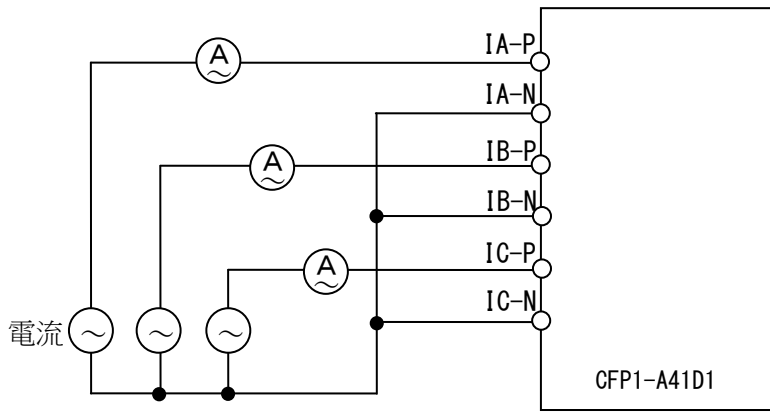 IA-P
A
IA-N
IB-P
A
IB-N
IC-P
A
IC-N
電流
CFP1-A41D1